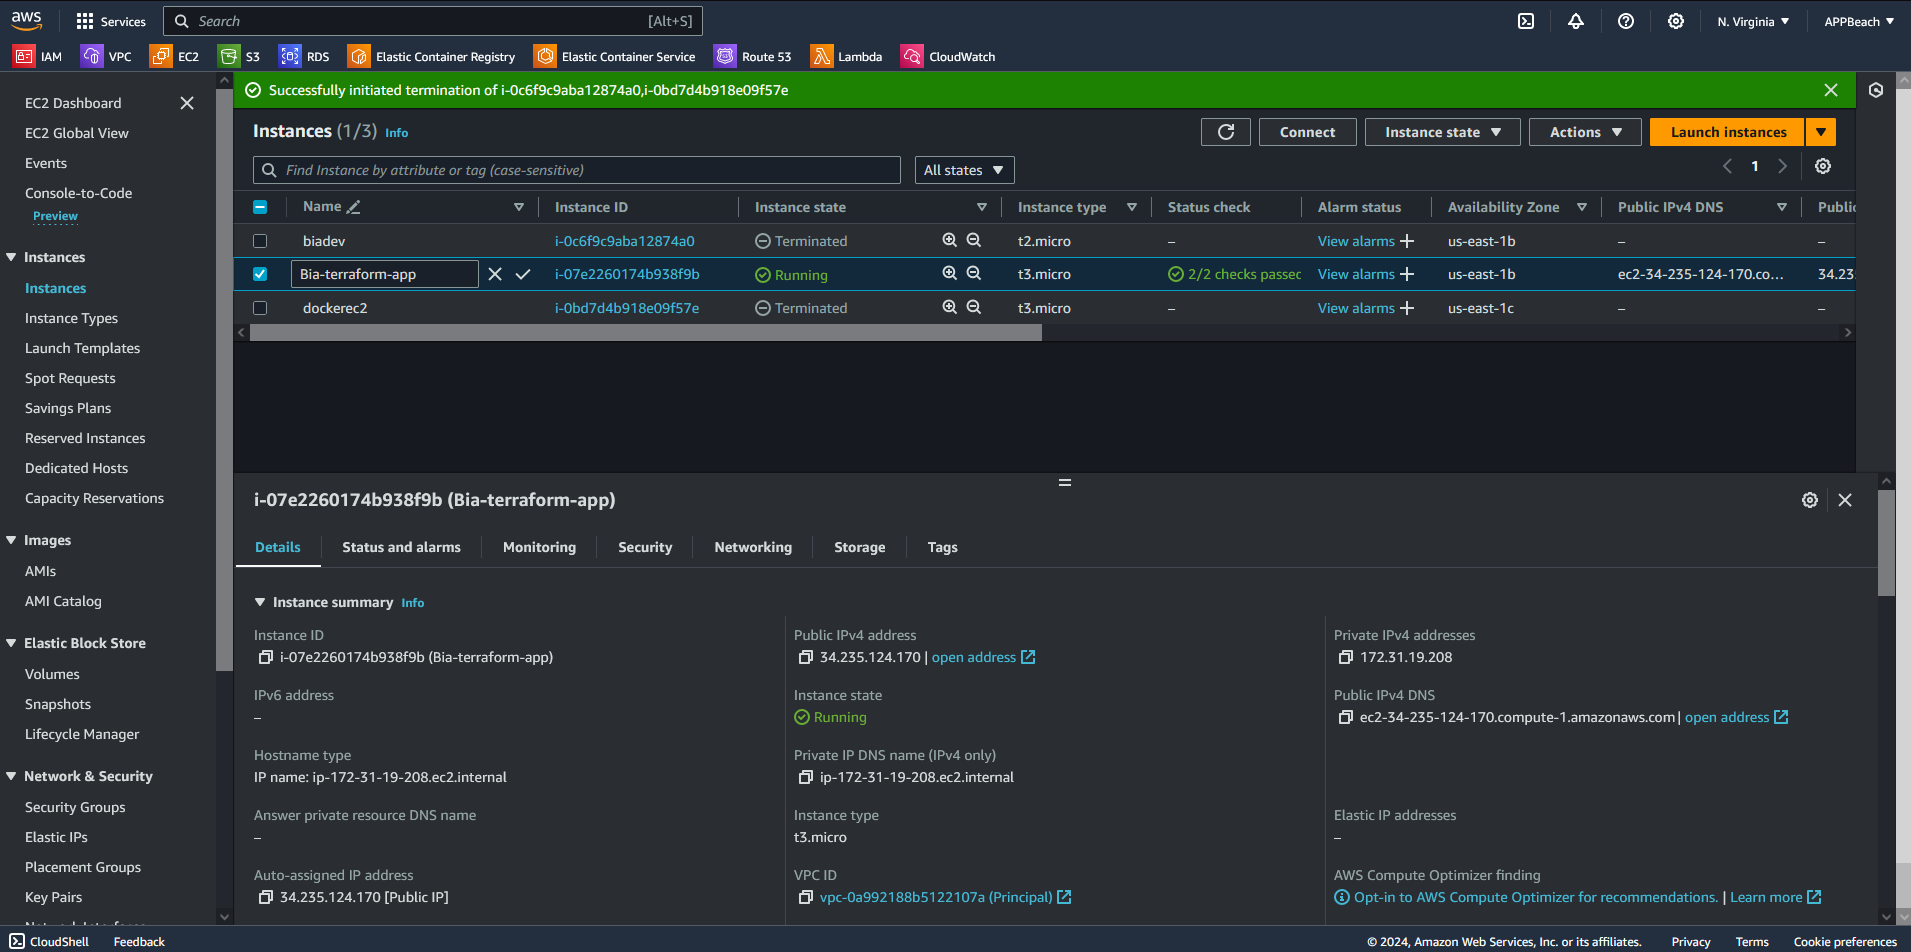 aws
Services
Search
[Alt+S]
N. Virginia
APPBeach
IAM
VPC
EC2
S3
RDS
Elastic Container Registry
Elastic Container Service
Route 53
Lambda
CloudWatch
EC2 Dashboard
EC2 Global View
Events
Console-to-Code
Preview
Instances
Instances
Instance Types
Launch Templates
Spot Requests
Savings Plans
Reserved Instances
Dedicated Hosts
Capacity Reservations
Images
AMIs
AMI Catalog
Elastic Block Store
Volumes
Snapshots
Lifecycle Manager
Network & Security
Security Groups
Elastic IPs
Placement Groups
Key Pairs
Successfully initiated termination of i-0c6f9c9aba12874a0,i-0bd7d4b918e09f57e
Instances (1/3) Info
Connect
Instance state
Actions
Launch instances
Find Instance by attribute or tag (case-sensitive)
All states
1
Name Instance ID Instance state Instance type Status check Alarm status Availability Zone Public IPv4 DNS Public
biadev i-0c6f9c9aba12874a0 Terminated t2.micro – View alarms + us-east-1b – –
Bia-terraform-app i-07e2260174b938f9b Running t3.micro 2/2 checks passec View alarms + us-east-1b ec2-34-235-124-170.co... 34.23
dockerec2 i-0bd7d4b918e09f57e Terminated t3.micro – View alarms + us-east-1c – –
i-07e2260174b938f9b (Bia-terraform-app)
Details
Status and alarms
Monitoring
Security
Networking
Storage
Tags
Instance summary Info
Instance ID
i-07e2260174b938f9b (Bia-terraform-app)
Public IPv4 address
34.235.124.170 | open address
Private IPv4 addresses
172.31.19.208
IPv6 address
–
Instance state
Running
Public IPv4 DNS
ec2-34-235-124-170.compute-1.amazonaws.com | open address
Hostname type
IP name: ip-172-31-19-208.ec2.internal
Private IP DNS name (IPv4 only)
ip-172-31-19-208.ec2.internal
Answer private resource DNS name
–
Instance type
t3.micro
Elastic IP addresses
–
Auto-assigned IP address
34.235.124.170 [Public IP]
VPC ID
vpc-0a992188b5122107a (Principal)
AWS Compute Optimizer finding
Opt-in to AWS Compute Optimizer for recommendations. | Learn more
CloudShell
Feedback
© 2024, Amazon Web Services, Inc. or its affiliates.
Privacy
Terms
Cookie preferences